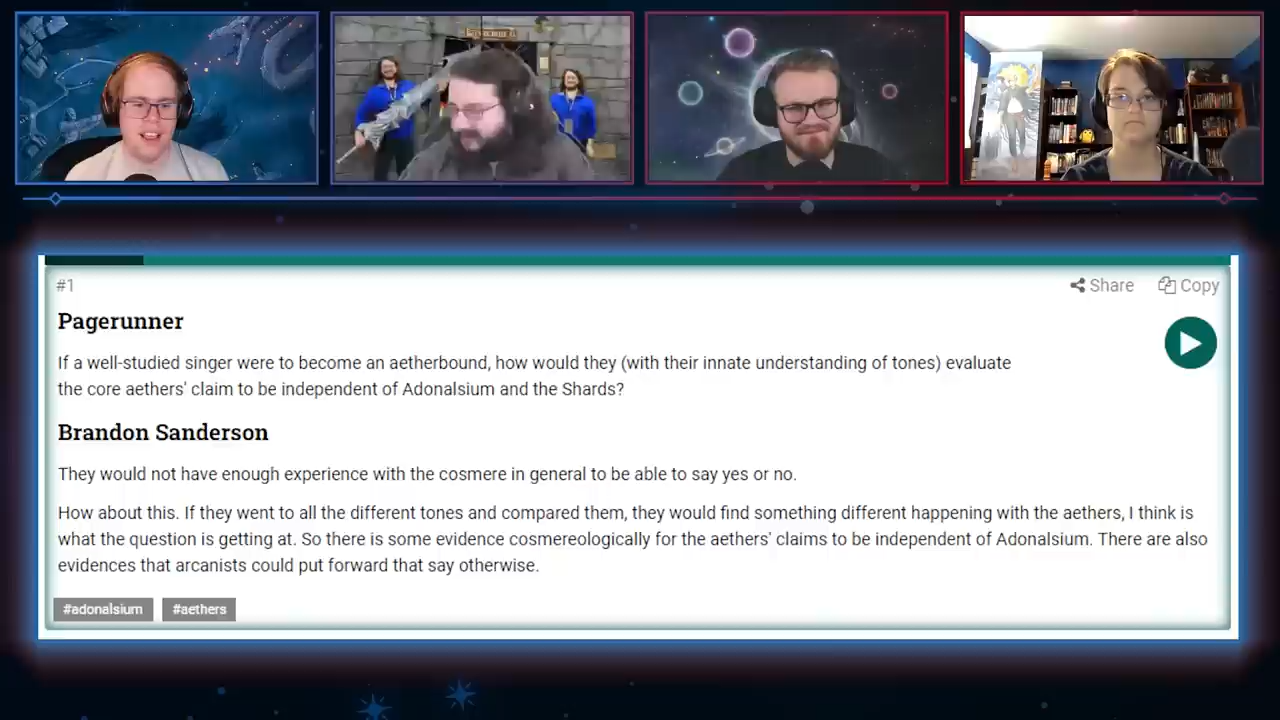 #1
Share
Copy
Pagerunner
If a well-studied singer were to become an aetherbound, how would they (with their innate understanding of tones) evaluate
the core aethers' claim to be independent of Adonalsium and the Shards?
Brandon Sanderson
They would not have enough experience with the cosmere in general to be able to say yes or no.
How about this. If they went to all the different tones and compared them, they would find something different happening with the aethers, I think is
what the question is getting at. So there is some evidence cosmereologically for the aethers' claims to be independent of Adonalsium. There are also
evidences that arcanists could put forward that say otherwise.
#adonalsium
#aethers